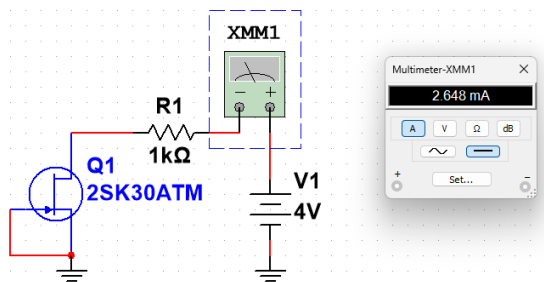 XMM1
R1
1kΩ
Q1
2SK30ATM
V1
4V
Multimeter-XMM1
2.648 mA
A V Ω dB
Set...